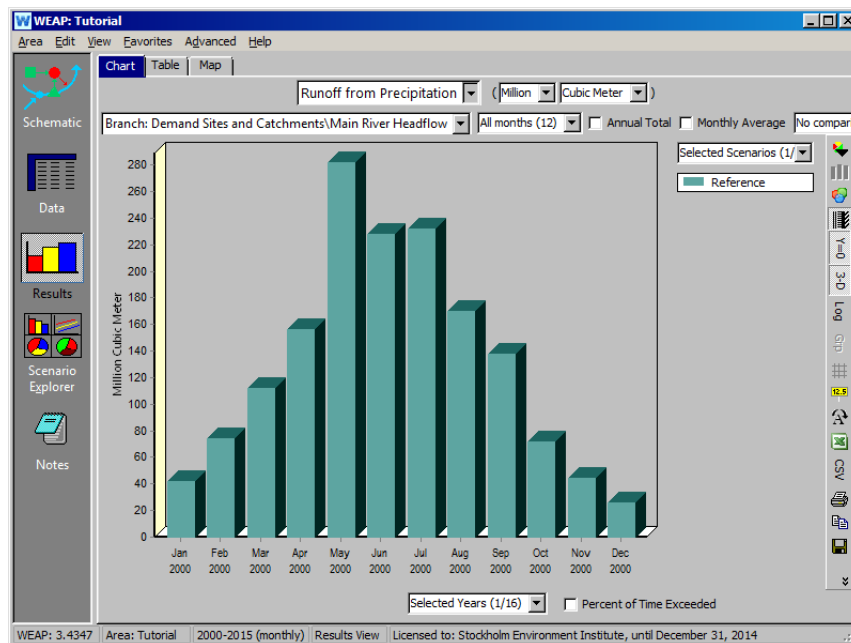 WEAP: Tutorial
Area Edit View Favorites Advanced Help
Chart Table Map
Runoff from Precipitation ( Million Cubic Meter )
Branch: Demand Sites and Catchments\Main River Headflow All months (12) Annual Total Monthly Average No compar
Selected Scenarios (1/
Reference
Schematic
Data
Results
Scenario
Explorer
Notes
Million Cubic Meter
280
260
240
220
200
180
160
140
120
100
80
60
40
20
0
Jan Feb Mar Apr May Jun Jul Aug Sep Oct Nov Dec
2000 2000 2000 2000 2000 2000 2000 2000 2000 2000 2000 2000
Y=0
3-D
Log
Grp
12.5
A
CSV
Selected Years (1/16) Percent of Time Exceeded
WEAP: 3.4347 Area: Tutorial 2000-2015 (monthly) Results View Licensed to: Stockholm Environment Institute, until December 31, 2014